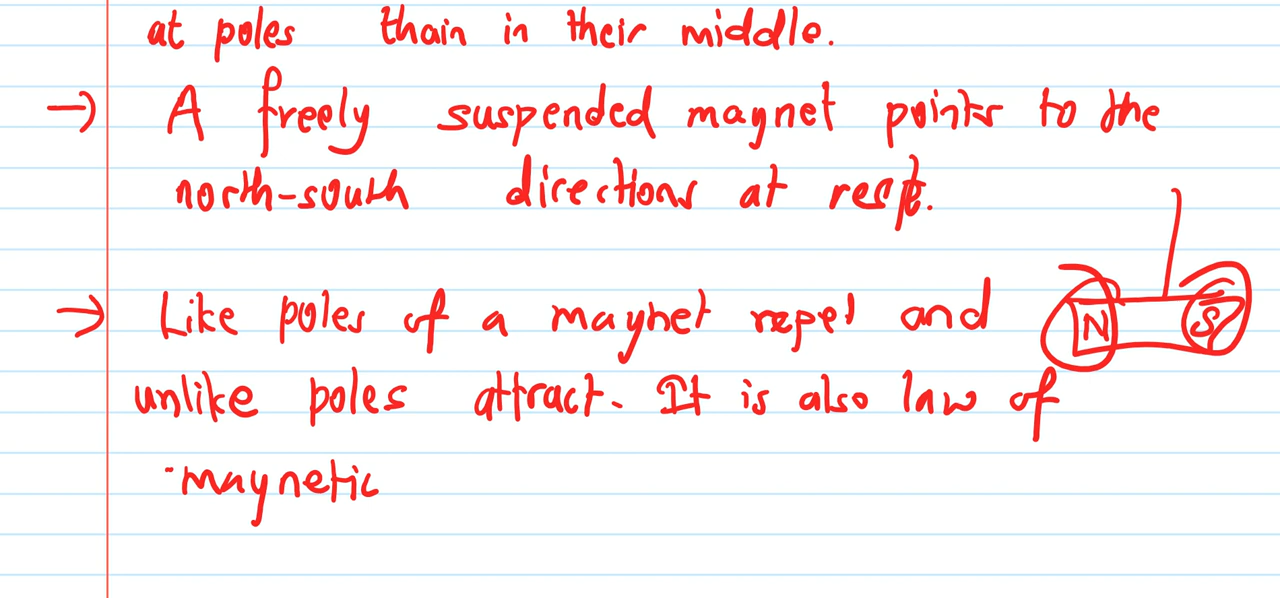 at poles thain in their middle.
→ A freely suspended magnet points to the
north-south directions at rest.
→ Like poles of a magnet repel and
unlike poles attract. It is also law of
magnetic
N S